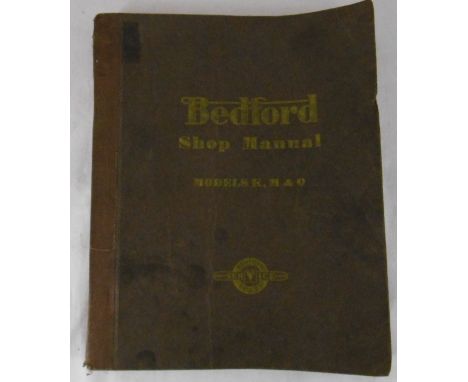 Bedford
Shop Manual
MODELS K, M & O